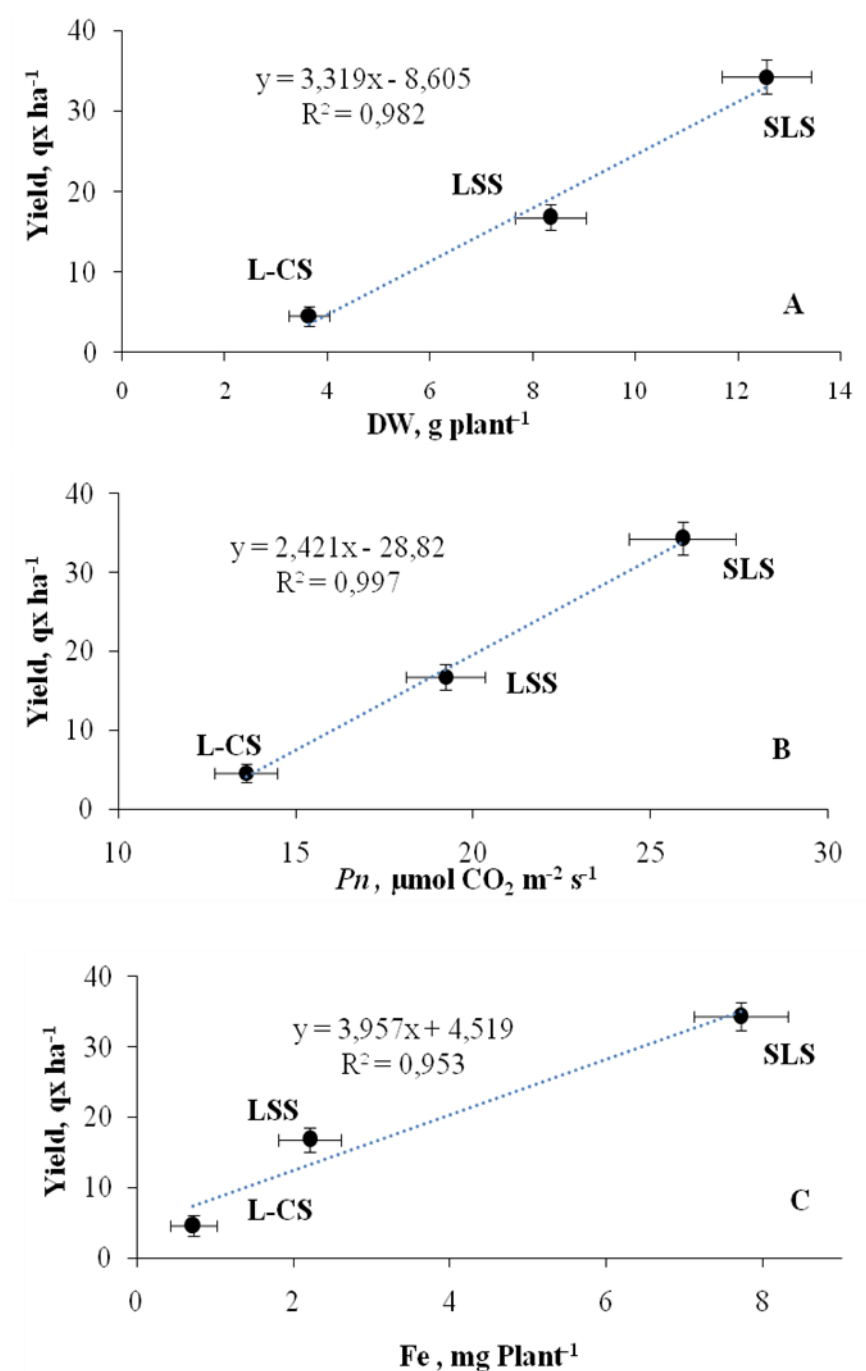 40
30
20
10
0
Yield, qx ha⁻¹
y = 3,319x - 8,605
R² = 0,982
SLS
LSS
L-CS
A
0 2 4 6 8 10 12 14
DW, g plant⁻¹
40
30
20
10
0
Yield, qx ha⁻¹
y = 2,421x - 28,82
R² = 0,997
SLS
LSS
L-CS
B
10 15 20 25 30
Pn, µmol CO₂ m⁻² s⁻¹
40
30
20
10
0
Yield, qx ha⁻¹
y = 3,957x + 4,519
R² = 0,953
SLS
LSS
L-CS
C
0 2 4 6 8
Fe , mg Plant⁻¹